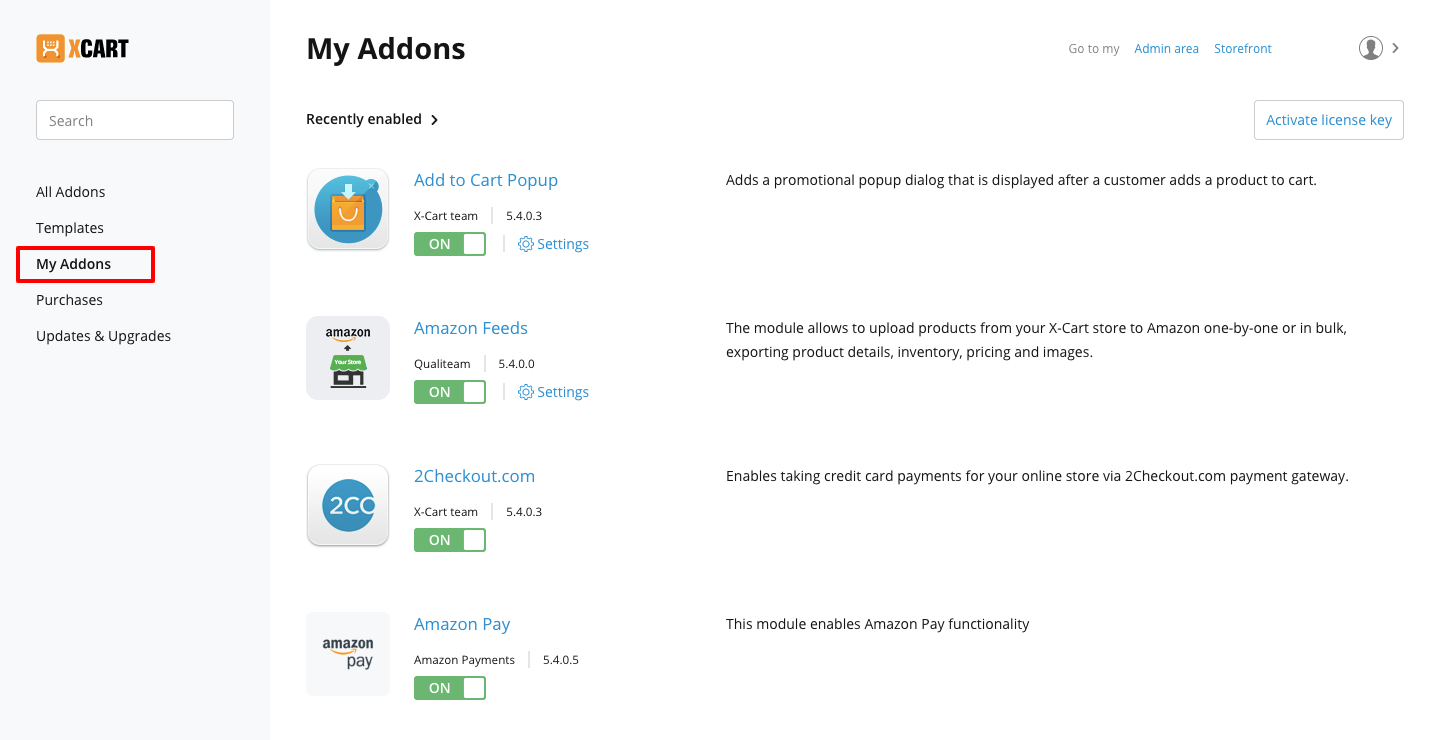 XCART
My Addons
Go to my Admin area Storefront
Search
Recently enabled
Activate license key
All Addons
Templates
My Addons
Purchases
Updates & Upgrades
Add to Cart Popup
X-Cart team 5.4.0.3
ON Settings
Adds a promotional popup dialog that is displayed after a customer adds a product to cart.
amazon
Your Store
Amazon Feeds
Qualiteam 5.4.0.0
ON Settings
The module allows to upload products from your X-Cart store to Amazon one-by-one or in bulk,
exporting product details, inventory, pricing and images.
2CO
2Checkout.com
X-Cart team 5.4.0.3
ON
Enables taking credit card payments for your online store via 2Checkout.com payment gateway.
amazon
pay
Amazon Pay
Amazon Payments 5.4.0.5
ON
This module enables Amazon Pay functionality